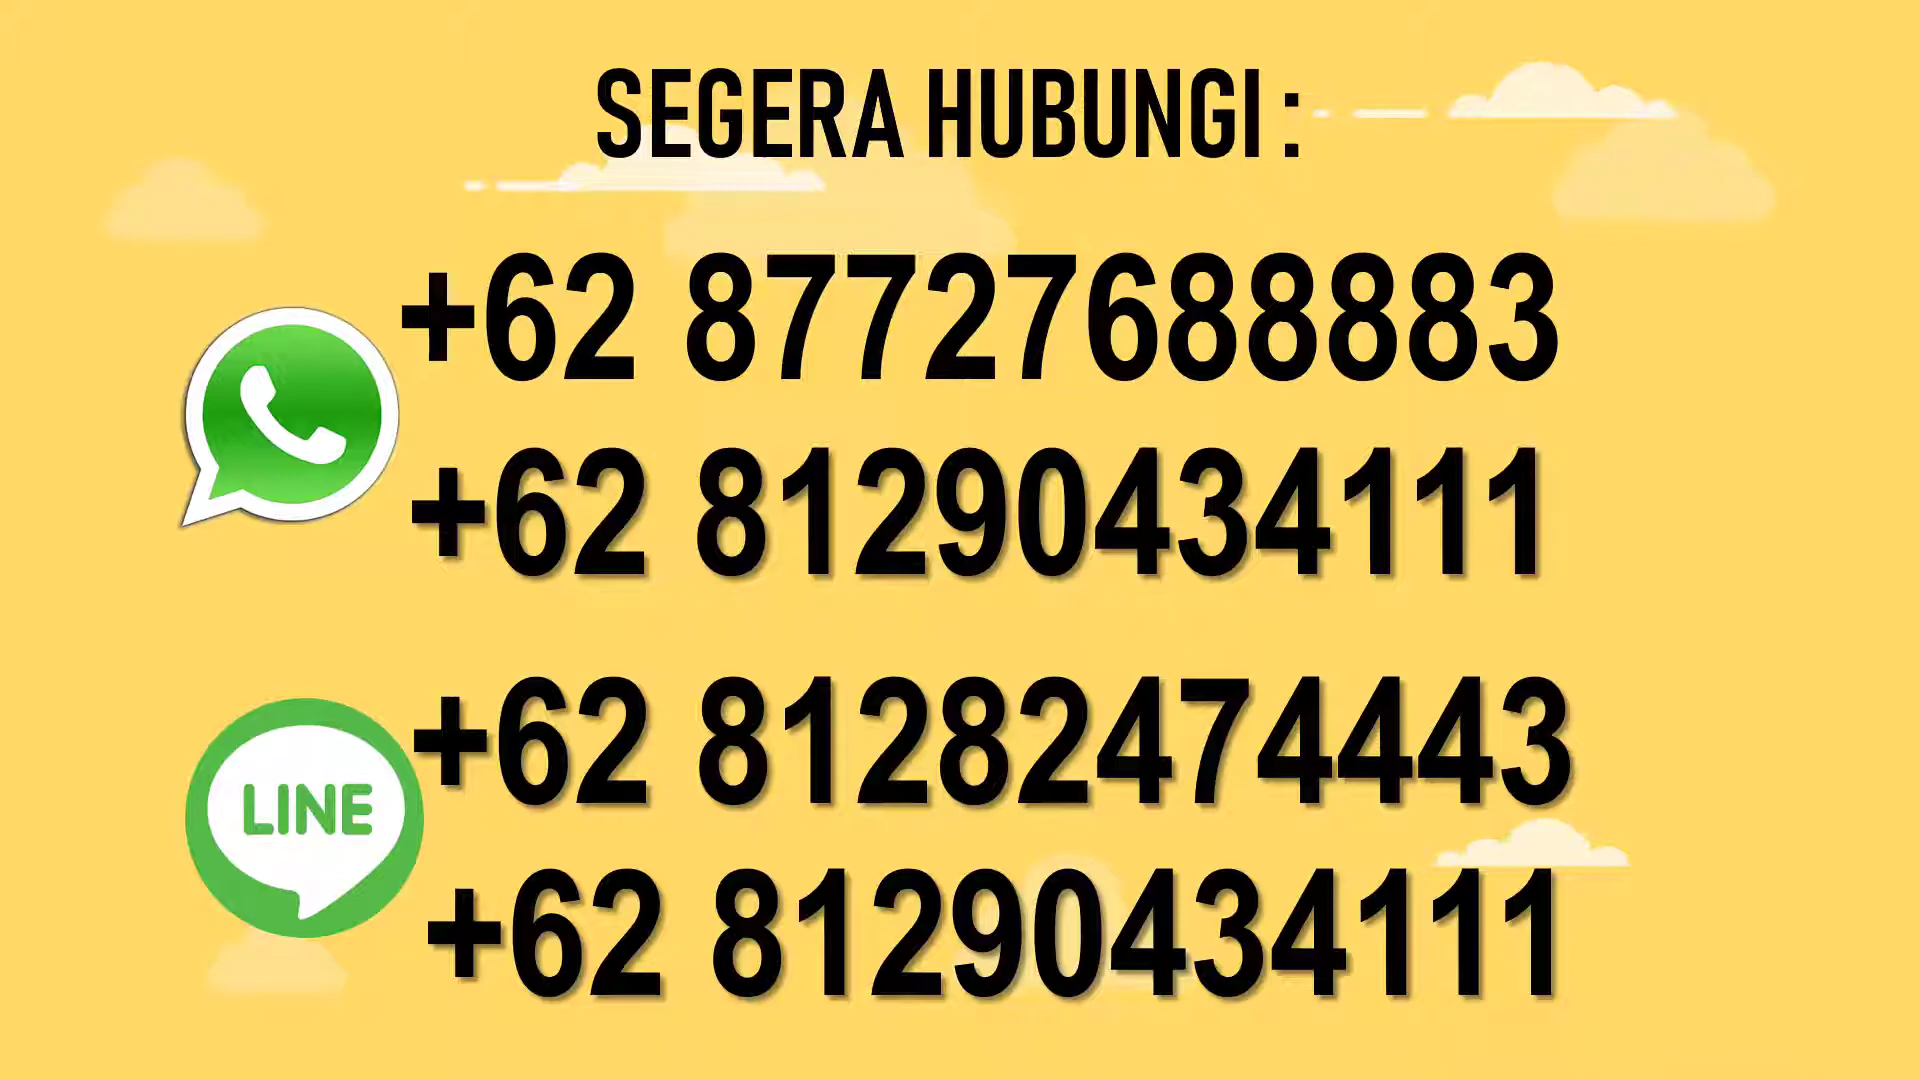 SEGERA HUBUNGI :
+62 87727688883
+62 81290434111
LINE
+62 81282474443
+62 81290434111